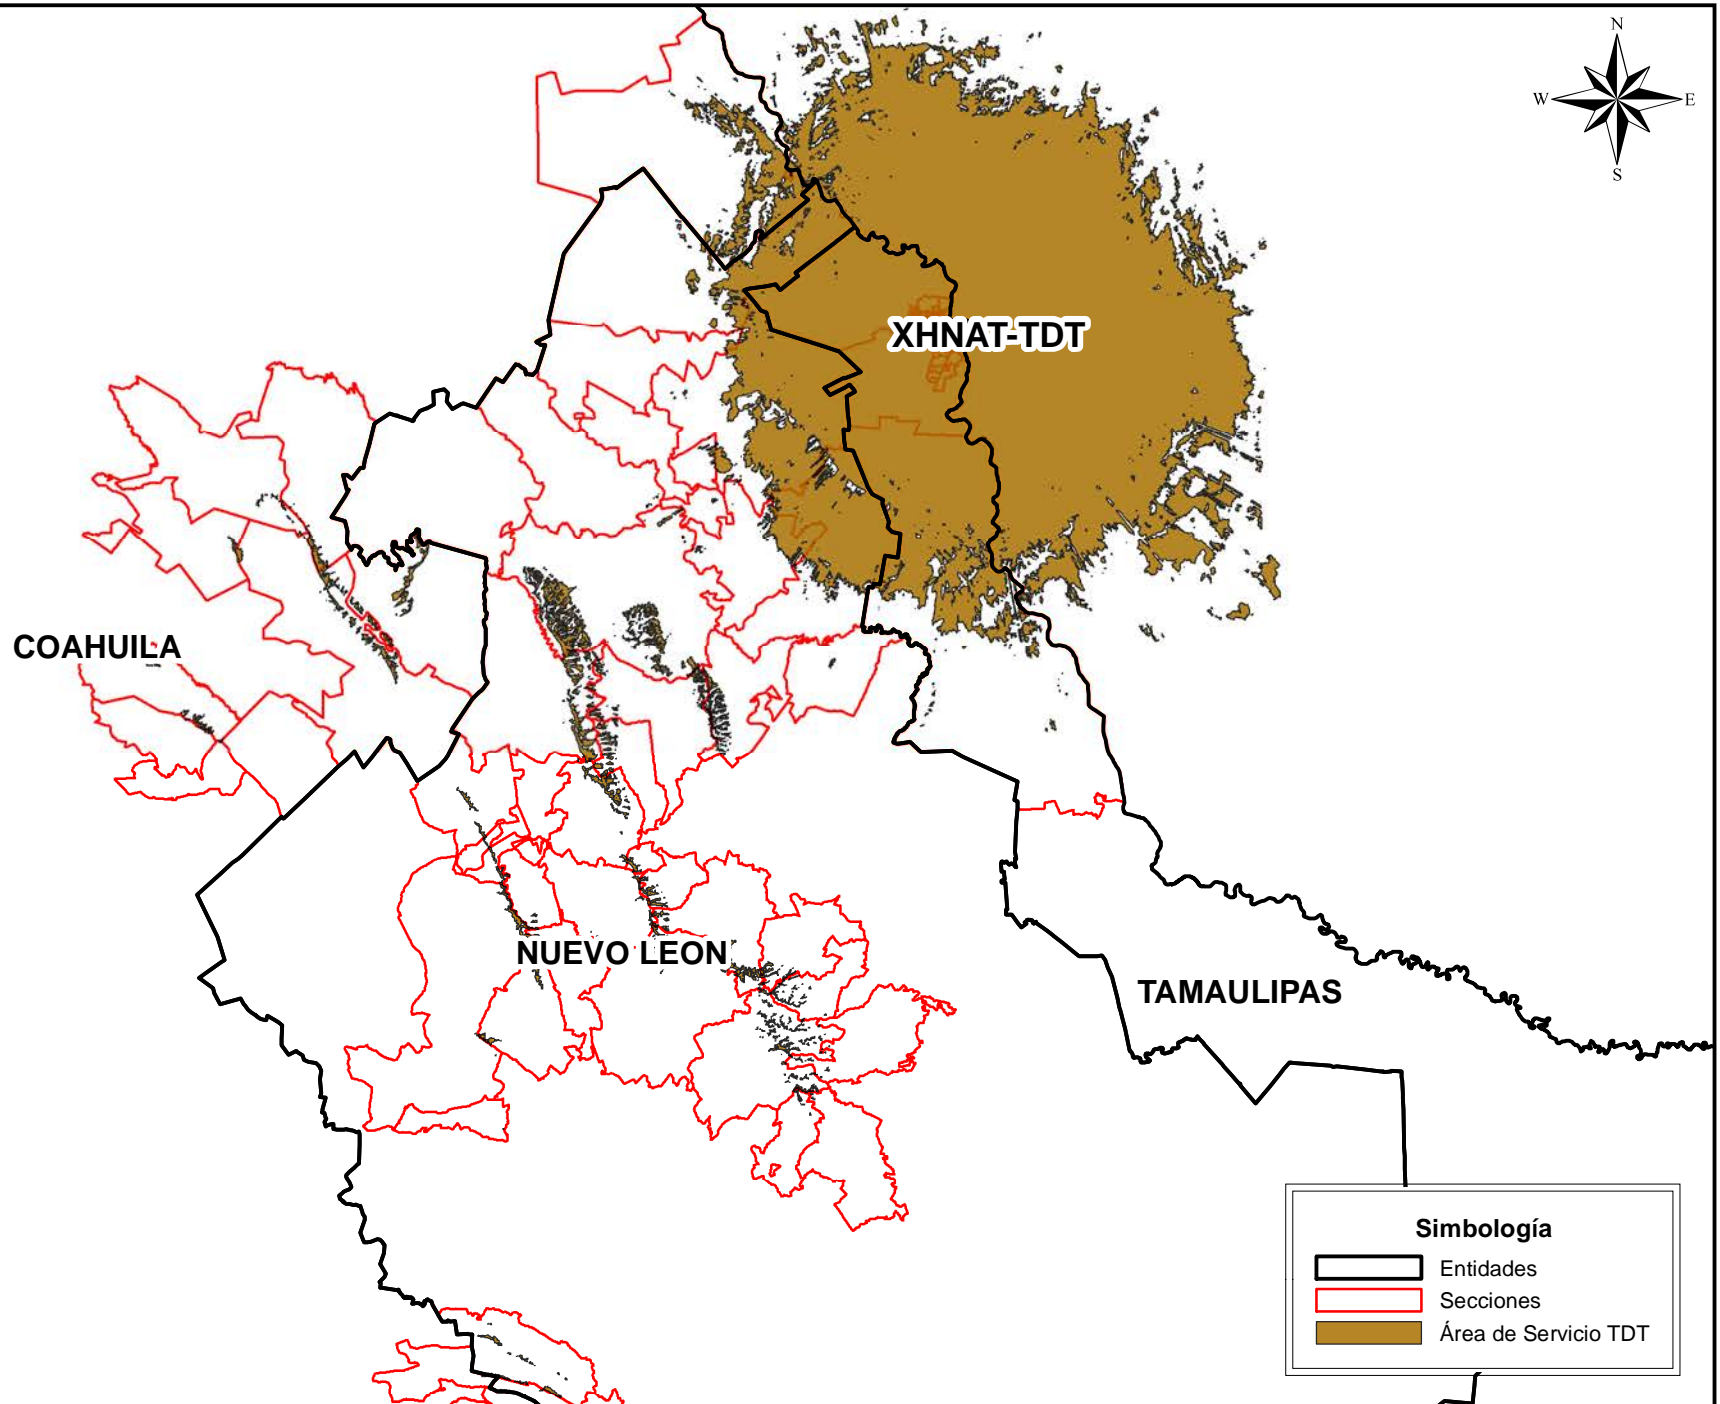 N
W E
S
XHNAT-TDT
COAHUILA
NUEVO LEON
TAMAULIPAS
Simbología
Entidades
Secciones
Área de Servicio TDT